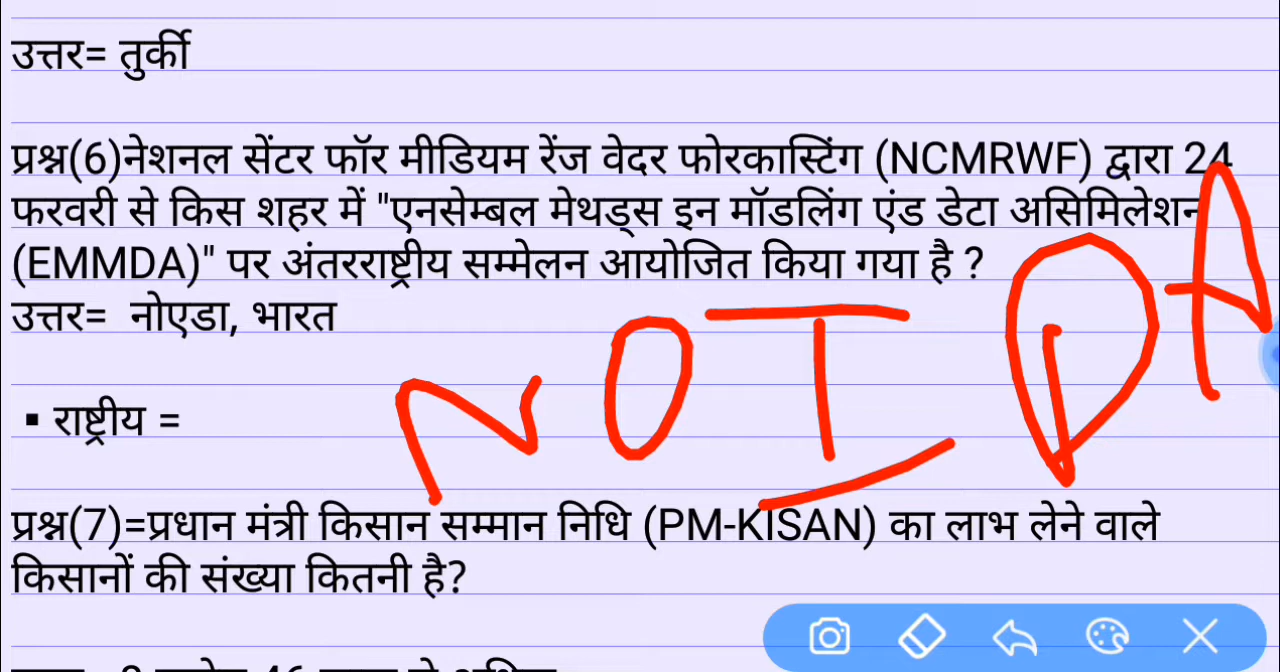 उत्तर= तुर्की
प्रश्न(6)नेशनल सेंटर फॉर मीडियम रेंज वेदर फोरकास्टिंग (NCMRWF) द्वारा 24
फरवरी से किस शहर में "एनसेम्बल मेथड्स इन मॉडलिंग एंड डेटा असिमिलेशन
(EMMDA)" पर अंतरराष्ट्रीय सम्मेलन आयोजित किया गया है ?
उत्तर= नोएडा, भारत
NOIDA
▪ राष्ट्रीय =
प्रश्न(7)=प्रधान मंत्री किसान सम्मान निधि (PM-KISAN) का लाभ लेने वाले
किसानों की संख्या कितनी है?